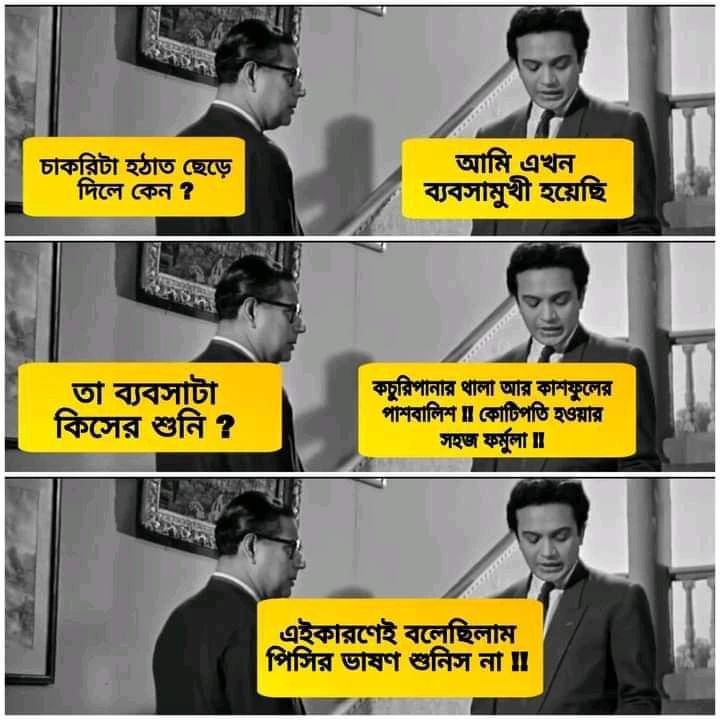 চাকরিটা হঠাত ছেড়ে
দিলে কেন ?
আমি এখন
ব্যবসামুখী হয়েছি
তা ব্যবসাটা
কিসের শুনি ?
কচুরিপানার থালা আর কাশফুলের
পাশবালিশ !! কোটিপতি হওয়ার
সহজ ফর্মুলা !!
এইকারণেই বলেছিলাম
পিসির ভাষণ শুনিস না !!